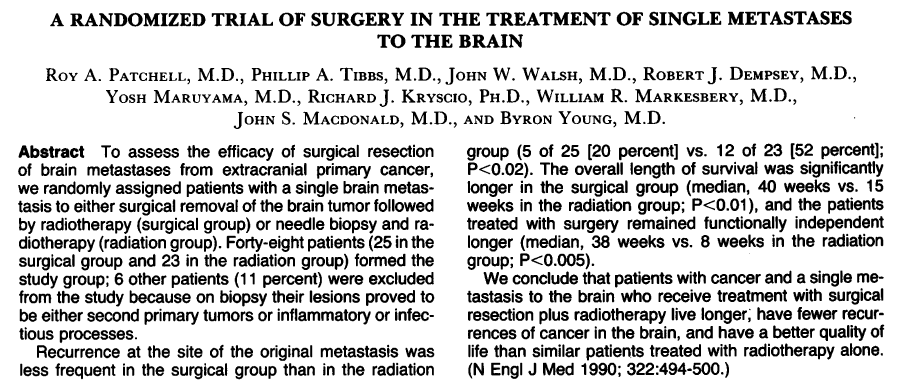 A RANDOMIZED TRIAL OF SURGERY IN THE TREATMENT OF SINGLE METASTASES
TO THE BRAIN
Roy A. Patchell, M.D., Phillip A. Tibbs, M.D., John W. Walsh, M.D., Robert J. Dempsey, M.D.,
Yosh Maruyama, M.D., Richard J. Kryscio, Ph.D., William R. Markesbery, M.D.,
John S. Macdonald, M.D., and Byron Young, M.D.
Abstract To assess the efficacy of surgical resection
of brain metastases from extracranial primary cancer,
we randomly assigned patients with a single brain metas-
tasis to either surgical removal of the brain tumor followed
by radiotherapy (surgical group) or needle biopsy and ra-
diotherapy (radiation group). Forty-eight patients (25 in the
surgical group and 23 in the radiation group) formed the
study group; 6 other patients (11 percent) were excluded
from the study because on biopsy their lesions proved to
be either second primary tumors or inflammatory or infec-
tious processes.
Recurrence at the site of the original metastasis was
less frequent in the surgical group than in the radiation
group (5 of 25 [20 percent] vs. 12 of 23 [52 percent];
P<0.02). The overall length of survival was significantly
longer in the surgical group (median, 40 weeks vs. 15
weeks in the radiation group; P<0.01), and the patients
treated with surgery remained functionally independent
longer (median, 38 weeks vs. 8 weeks in the radiation
group; P<0.005).
We conclude that patients with cancer and a single me-
tastasis to the brain who receive treatment with surgical
resection plus radiotherapy live longer, have fewer recur-
rences of cancer in the brain, and have a better quality of
life than similar patients treated with radiotherapy alone.
(N Engl J Med 1990; 322:494-500.)